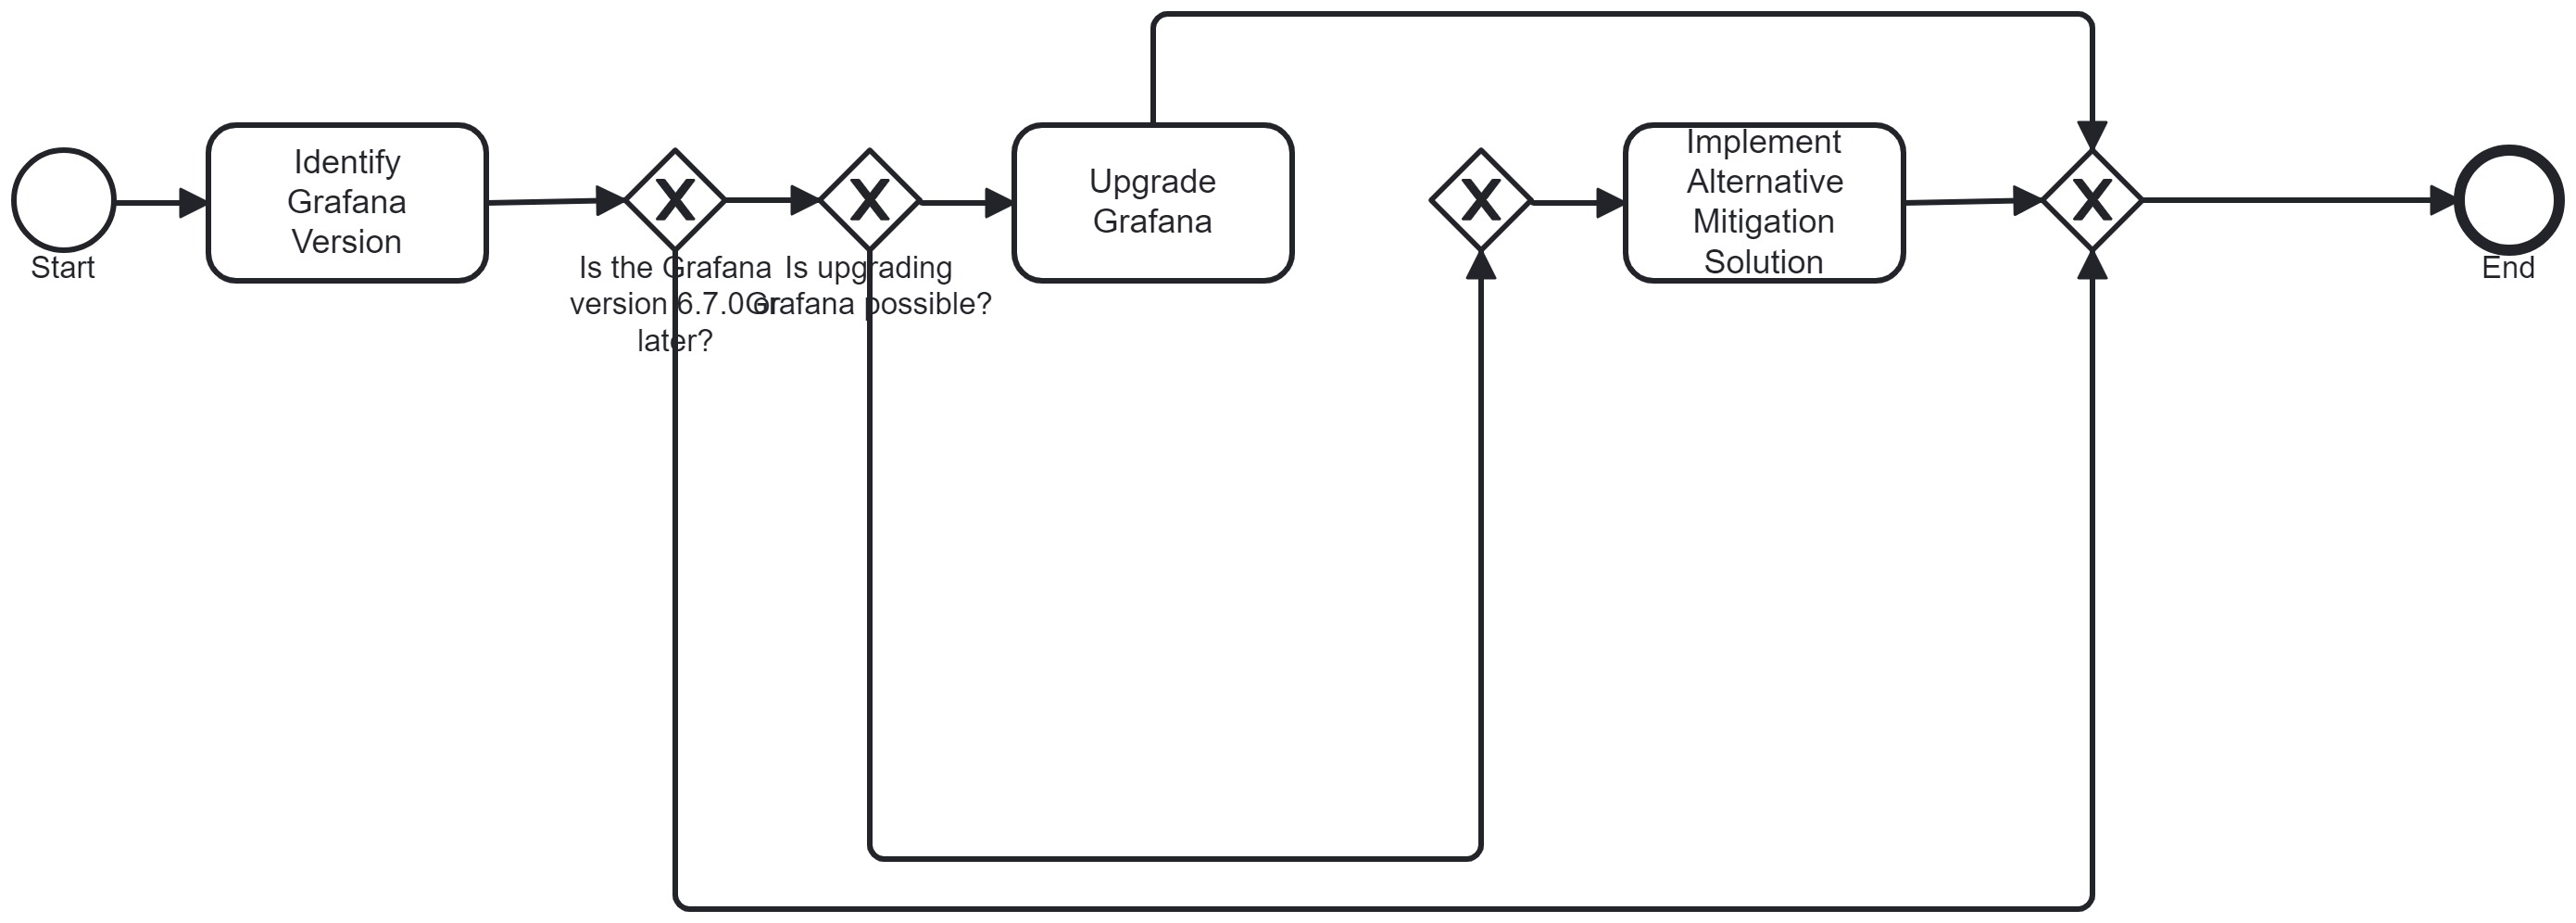 Identify
Grafana
Version
Start
X
Is the Grafana
version 6.7.0 or
later?
X
Is upgrading
Grafana possible?
Upgrade
Grafana
X
Implement
Alternative
Mitigation
Solution
X
End